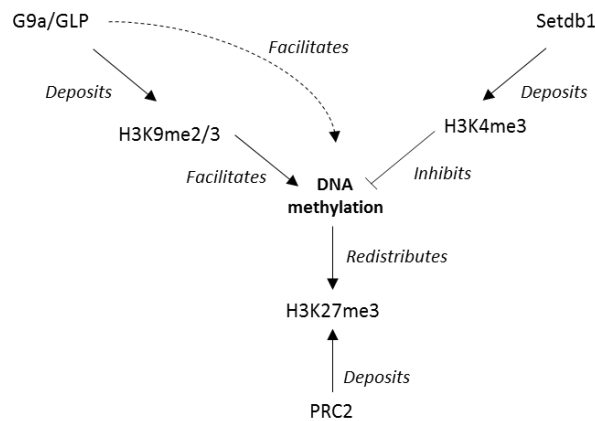 G9a/GLP
Setdb1
Facilitates
Deposits
Deposits
H3K9me2/3
H3K4me3
Facilitates
Inhibits
DNA
methylation
Redistributes
H3K27me3
Deposits
PRC2